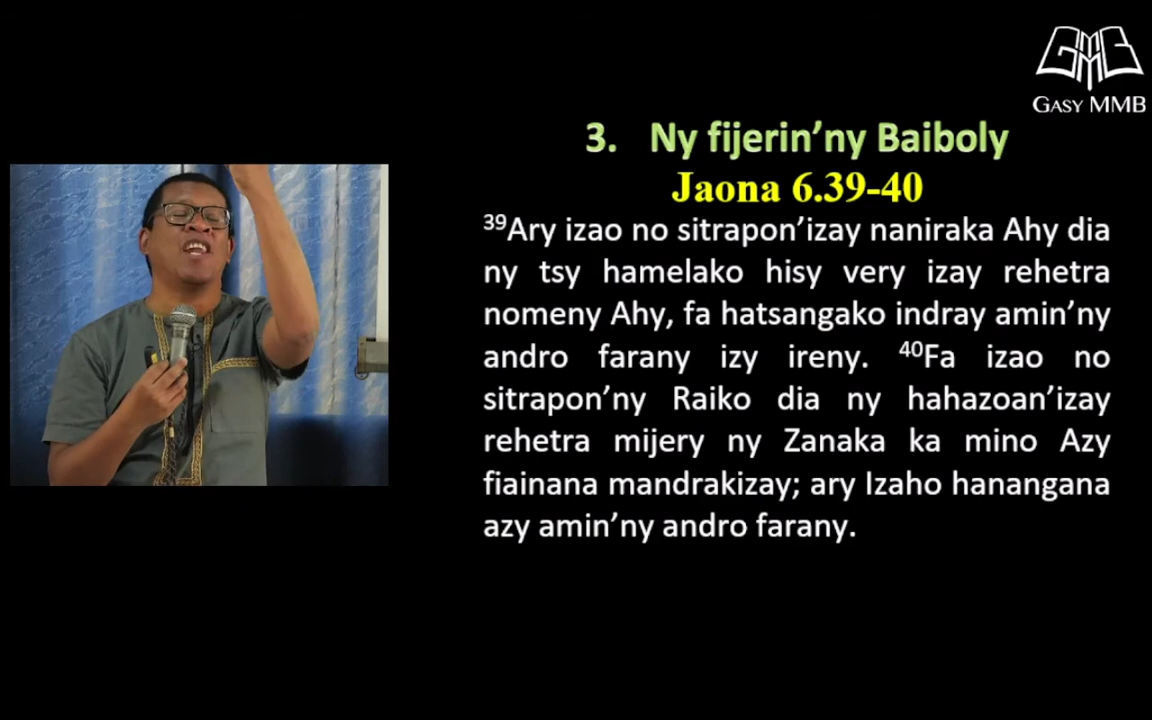 GMMB
GASY MMB
3. Ny fijerin’ny Baiboly
Jaona 6.39-40
³⁹Ary izao no sitrapon’izay naniraka Ahy dia
ny tsy hamelako hisy very izay rehetra
nomeny Ahy, fa hatsangako indray amin’ny
andro farany izy ireny. ⁴⁰Fa izao no
sitrapon’ny Raiko dia ny hahazoan’izay
rehetra mijery ny Zanaka ka mino Azy
fiainana mandrakizay; ary Izaho hanangana
azy amin’ny andro farany.